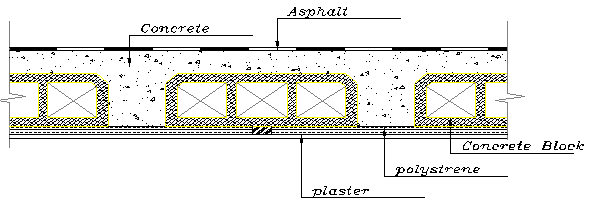 Asphalt
Concrete
Concrete Block
polystrene
plaster